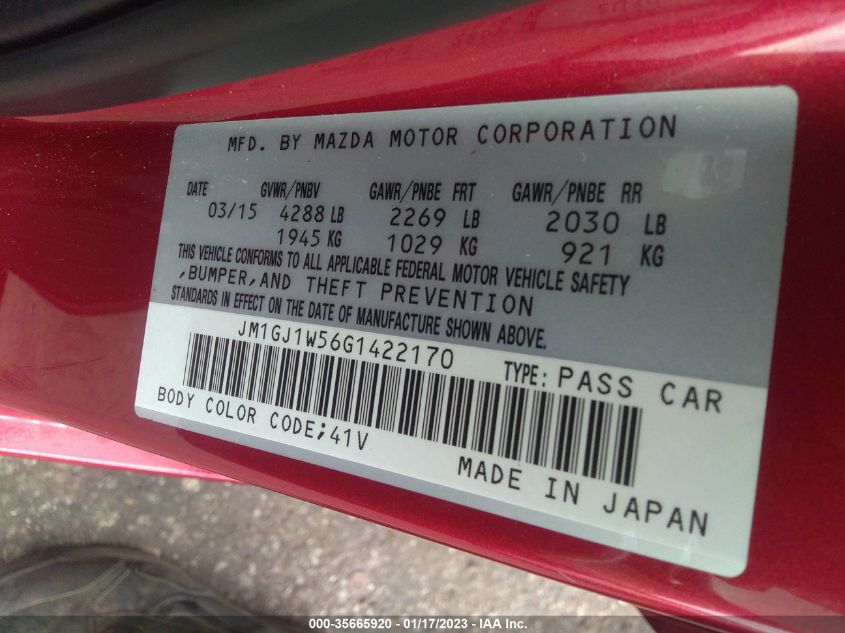 MFD. BY MAZDA MOTOR CORPORATION
DATE GVWR/PNBV GAWR/PNBE FRT GAWR/PNBE RR
03/15 4288 LB 2269 LB 2030 LB
1945 KG 1029 KG 921 KG
THIS VEHICLE CONFORMS TO ALL APPLICABLE FEDERAL MOTOR VEHICLE SAFETY
,BUMPER,AND THEFT PREVENTION
STANDARDS IN EFFECT ON THE DATE OF MANUFACTURE SHOWN ABOVE.
JM1GJ1W56G1422170 TYPE: PASS CAR
BODY COLOR CODE;41V
MADE IN JAPAN
000-35665920 - 01/17/2023 - IAA Inc.